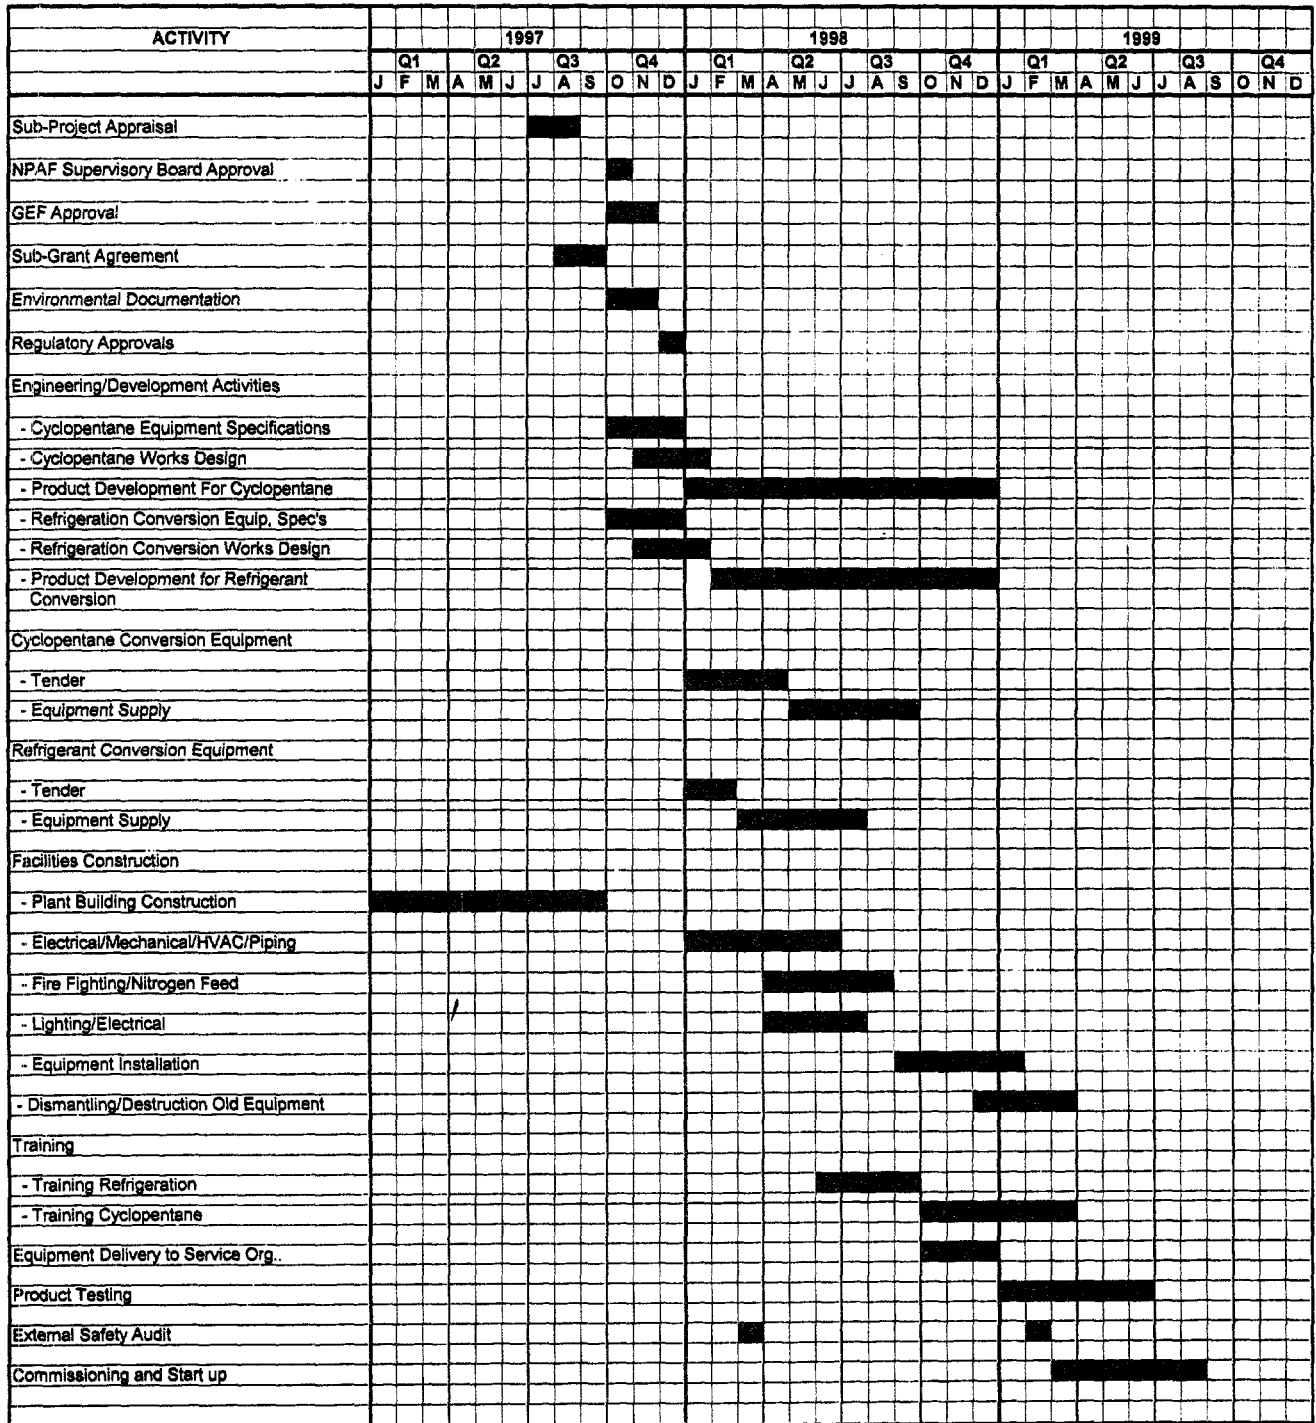 ACTIVITY 1997 1998 1999
Q1 Q2 Q3 Q4 Q1 Q2 Q3 Q4 Q1 Q2 Q3 Q4
J F M A M J J A S O N D J F M A M J J A S O N D J F M A M J J A S O N D
Sub-Project Appraisal
NPAF Supervisory Board Approval
GEF Approval
Sub-Grant Agreement
Environmental Documentation
Regulatory Approvals
Engineering/Development Activities
- Cyclopentane Equipment Specifications
- Cyclopentane Works Design
- Product Development For Cyclopentane
- Refrigeration Conversion Equip, Spec's
- Refrigeration Conversion Works Design
- Product Development for Refrigerant
Conversion
Cyclopentane Conversion Equipment
- Tender
- Equipment Supply
Refrigerant Conversion Equipment
- Tender
- Equipment Supply
Facilities Construction
- Plant Building Construction
- Electrical/Mechanical/HVAC/Piping
- Fire Fighting/Nitrogen Feed
- Lighting/Electrical
- Equipment Installation
- Dismantling/Destruction Old Equipment
Training
- Training Refrigeration
- Training Cyclopentane
Equipment Delivery to Service Org..
Product Testing
External Safety Audit
Commissioning and Start up